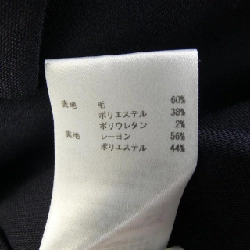 表地 毛 60%
ポリエステル 38%
ポリウレタン 2%
裏地 レーヨン 56%
ポリエステル 44%